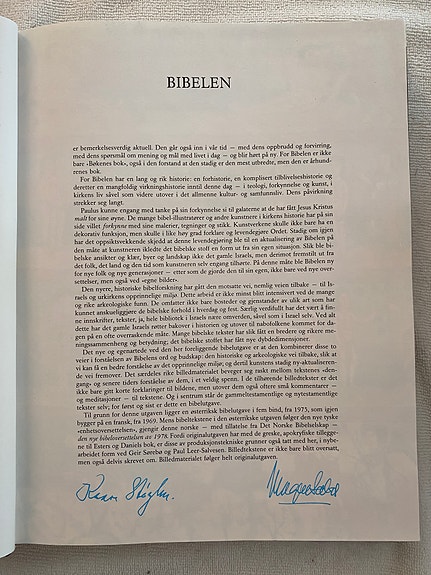 BIBELEN
er bemerkelsesverdig aktuell. Den går også inn i vår tid — med dens oppbrudd og forvirring,
med dens spørsmål om mening og mål med livet i dag — og blir hørt på ny. For Bibelen er ikke
bare «Bøkenes bok», også i den forstand at den stadig er den mest utbredte, men den er århund-
renes bok.
For Bibelen har en lang og rik historie: en forhistorie, en komplisert tilblivelseshistorie og
deretter en mangfoldig virkningshistorie inntil denne dag — i teologi, forkynnelse og kunst, i
kirkens liv såvel som videre utover i det allmenne kultur- og samfunnsliv. Dens påvirkning
strekker seg langt.
Paulus kunne engang med tanke på sin forkynnelse si til galaterne at de har fått Jesus Kristus
malt for sine øyne. De mange bibel-illustratører og andre kunstnere i kirkens historie har på sin
side villet forkynne med sine malerier, tegninger og stikk. Kunstverkene skulle ikke bare ha en
dekorativ funksjon, men skulle i like høy grad forklare og levendegjøre Ordet. Stadig om igjen
har det oppsiktsvekkende skjedd at denne levendegjøring ble til en aktualisering av Bibelen på
den måte at kunstneren ikledte det bibelske stoff en form ut fra sin egen situasjon. Slik ble bi-
belske ansikter og klær, byer og landskap ikke det gamle Israels, men derimot fremstilt ut fra
det folk, det land og den tid som kunstneren selv engang tilhørte. På denne måte ble Bibelen ny
for nye folk og nye generasjoner — etter som de gjorde den til sin egen, ikke bare ved nye over-
settelser, men også ved «egne bilder».
Den nyere, historiske bibelforskning har gått den motsatte vei, nemlig veien tilbake — til Is-
raels og urkirkens opprinnelige miljø. Dette arbeid er ikke minst blitt intensivert ved de mange
og rike arkeologiske funn. De omfatter ikke bare bosteder og gjenstander av ulik art som har
kunnet anskueliggjøre de bibelske forhold i hverdag og fest. Særlig verdifullt har det vært å fin-
ne innskrifter, tekster, ja, hele bibliotek i Israels nære omverden, såvel som i Israel selv. Ved alt
dette har det gamle Israels røtter bakover i historien og utover til nabofolkene kommet for da-
gen på en ofte overraskende måte. Mange bibelske tekster har slik fått en bredere og rikere me-
ningssammenheng og betydning; det bibelske stoffet har fått nye dybdedimensjoner.
Det nye og egenartede ved den her foreliggende bibelutgave er at den kombinerer disse to
veier i forståelsen av Bibelens ord og budskap: den historiske og arkeologiske vei tilbake, slik at
vi kan få en bedre forståelse av det opprinnelige miljø, og dertil kunstens stadig ny-aktualiseren-
de vei fremover. Det særdeles rike billedmaterialet beveger seg raskt mellom tekstenes «den-
gang» og senere tiders forståelse av dem, i et veldig spenn. I de tilhørende billedtekster er det
ikke bare gitt korte forklaringer til bildene, men utover dem også oftere små kommentarer —
og meditasjoner — til tekstene. Og i sentrum står de gammeltestamentlige og nytestamentlige
tekster selv; for først og sist er dette en bibelutgave.
Til grunn for denne utgaven ligger en østerriksk bibelutgave i fem bind, fra 1975, som igjen
bygger på en fransk, fra 1969. Mens bibelteksten i den østerrikske utgaven følger den nye tyske
«enhetsoversettelsen», gjengir denne norske — med tillatelse fra Det Norske Bibelselskap —
den nye bibeloversettelsen av 1978. Fordi originalutgaven har med de greske, apokryfiske tillegge-
ne til Esters og Daniels bok, er disse av produksjonstekniske grunner også tatt med her, i nybe-
arbeidet form ved Geir Sørebø og Paul Leer-Salvesen. Billedtekstene er ikke bare blitt oversatt,
men også delvis skrevet om. Billedmaterialet følger helt originalutgaven.